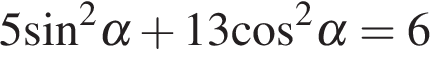 5sin²α + 13cos²α = 6